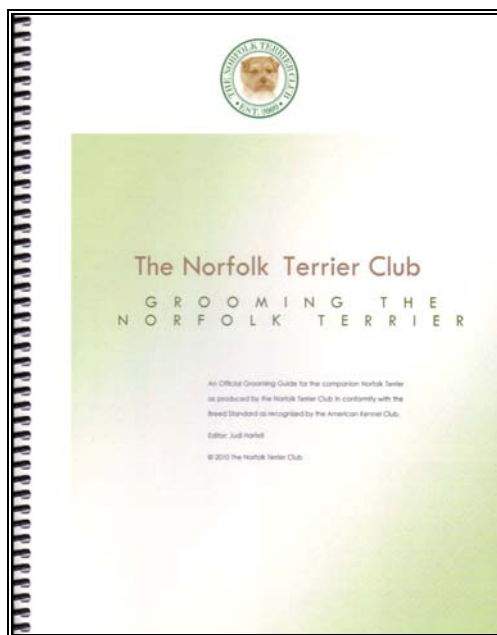 THE NORFOLK TERRIER CLUB
• EST. 2009 •
The Norfolk Terrier Club
GROOMING THE
NORFOLK TERRIER
An Official Grooming Guide for the companion Norfolk Terrier
as produced by the Norfolk Terrier Club in conformity with the
Breed Standard as recognized by the American Kennel Club.
Editor: Judi Hartell
© 2010 The Norfolk Terrier Club